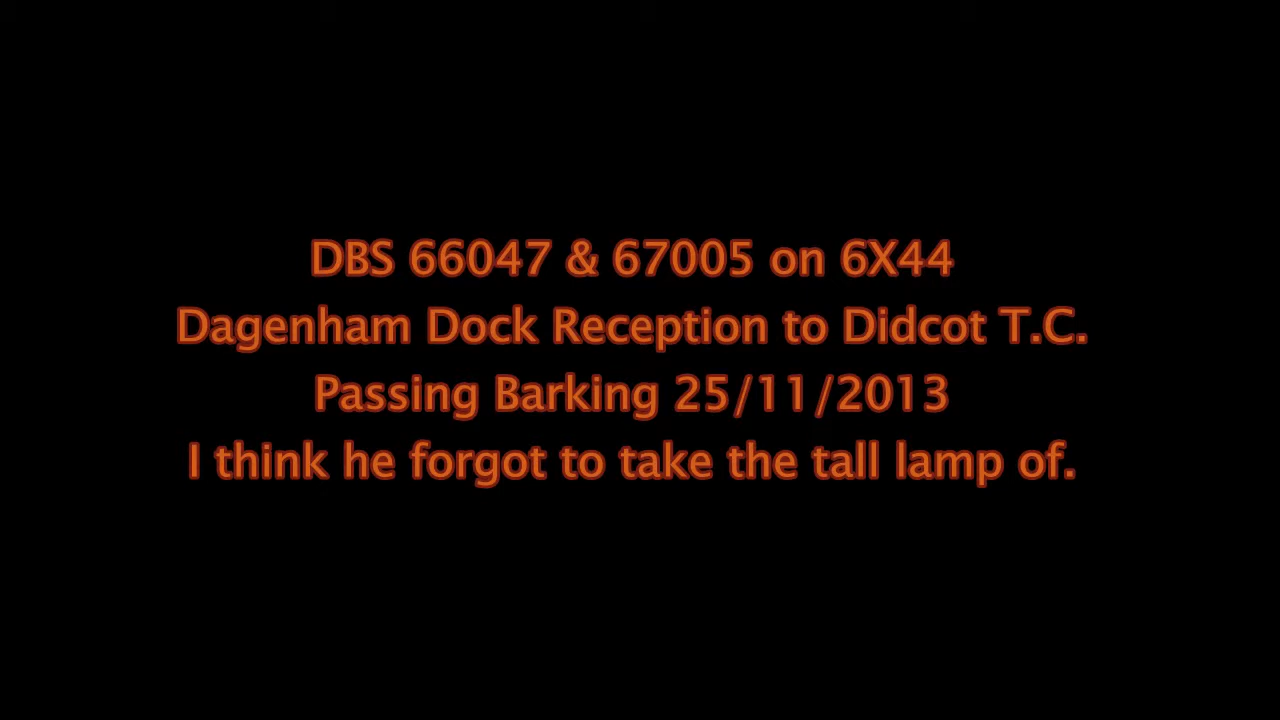 DBS 66047 & 67005 on 6X44
Dagenham Dock Reception to Didcot T.C.
Passing Barking 25/11/2013
I think he forgot to take the tall lamp of.